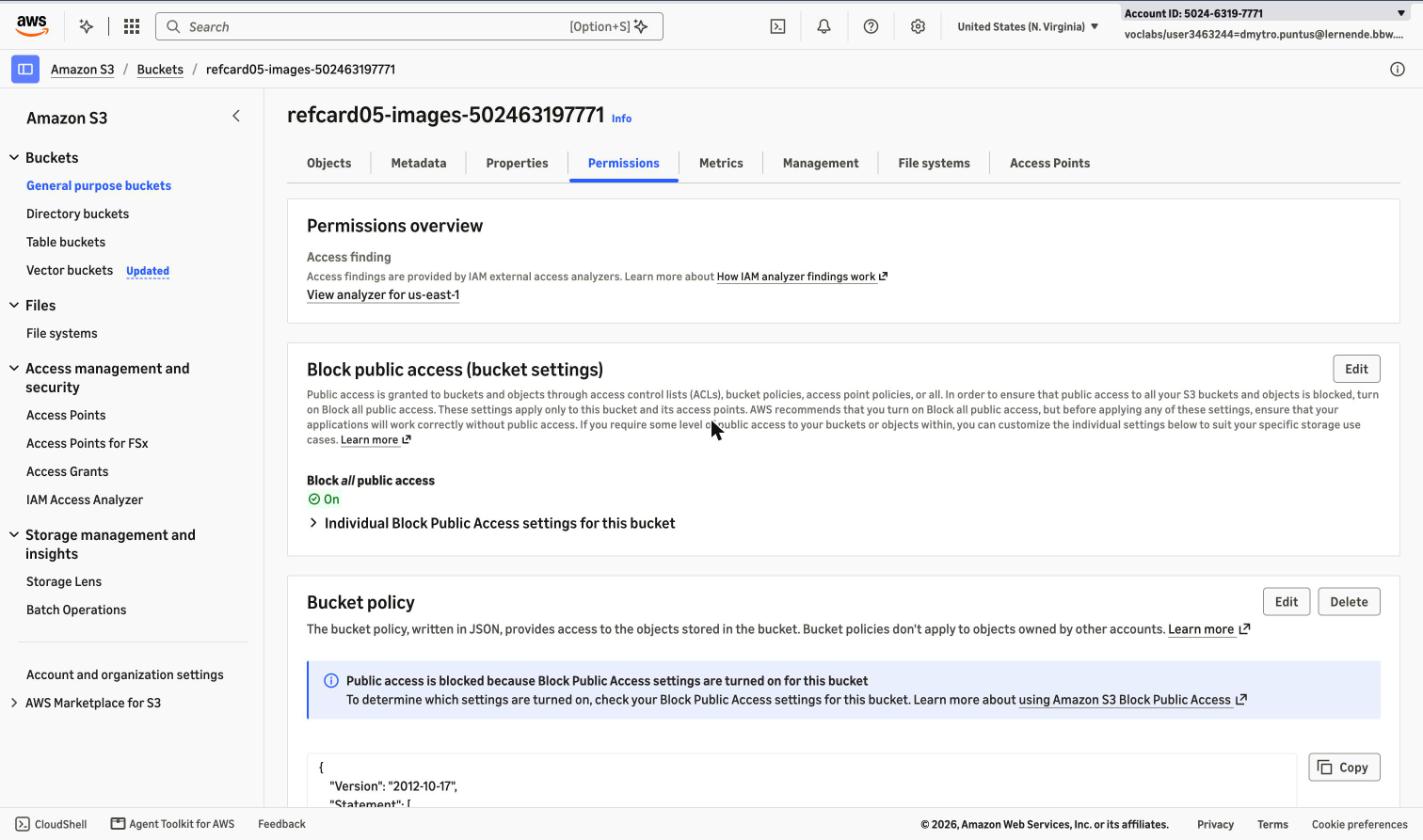 aws
Search
[Option+S]
United States (N. Virginia)
Account ID: 5024-6319-7771
voclabs/user3463244=dmytro.puntus@lernende.bbw....
Amazon S3 / Buckets / refcard05-images-502463197771
Amazon S3
Buckets
General purpose buckets
Directory buckets
Table buckets
Vector buckets Updated
Files
File systems
Access management and
security
Access Points
Access Points for FSx
Access Grants
IAM Access Analyzer
Storage management and
insights
Storage Lens
Batch Operations
Account and organization settings
AWS Marketplace for S3
refcard05-images-502463197771 Info
Objects
Metadata
Properties
Permissions
Metrics
Management
File systems
Access Points
Permissions overview
Access finding
Access findings are provided by IAM external access analyzers. Learn more about How IAM analyzer findings work
View analyzer for us-east-1
Block public access (bucket settings)
Edit
Public access is granted to buckets and objects through access control lists (ACLs), bucket policies, access point policies, or all. In order to ensure that public access to all your S3 buckets and objects is blocked, turn
on Block all public access. These settings apply only to this bucket and its access points. AWS recommends that you turn on Block all public access, but before applying any of these settings, ensure that your
applications will work correctly without public access. If you require some level of public access to your buckets or objects within, you can customize the individual settings below to suit your specific storage use
cases. Learn more
Block all public access
On
Individual Block Public Access settings for this bucket
Bucket policy
Edit
Delete
The bucket policy, written in JSON, provides access to the objects stored in the bucket. Bucket policies don't apply to objects owned by other accounts. Learn more
Public access is blocked because Block Public Access settings are turned on for this bucket
To determine which settings are turned on, check your Block Public Access settings for this bucket. Learn more about using Amazon S3 Block Public Access
{
"Version": "2012-10-17",
"Statement": [
Copy
CloudShell
Agent Toolkit for AWS
Feedback
© 2026, Amazon Web Services, Inc. or its affiliates.
Privacy
Terms
Cookie preferences